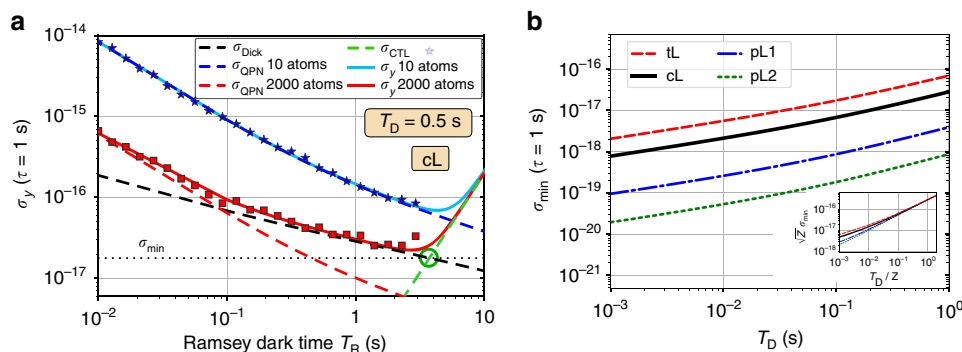 a
10⁻¹⁴
10⁻¹⁵
10⁻¹⁶
10⁻¹⁷
σ_y (τ = 1 s)
σ_Dick
σ_QPN 10 atoms
σ_QPN 2000 atoms
σ_CTL
σ_y 10 atoms
σ_y 2000 atoms
T_D = 0.5 s
cL
σ_min
10⁻²
10⁻¹
1
10
Ramsey dark time T_R (s)
b
10⁻¹⁶
10⁻¹⁷
10⁻¹⁸
10⁻¹⁹
10⁻²⁰
10⁻²¹
σ_min (τ = 1 s)
tL
cL
pL1
pL2
10⁻¹⁶
10⁻¹⁷
10⁻¹⁸
√Z σ_min
10⁻³
10⁻²
10⁻¹
10⁰
T_D / Z
10⁻³
10⁻²
10⁻¹
10⁰
T_D (s)